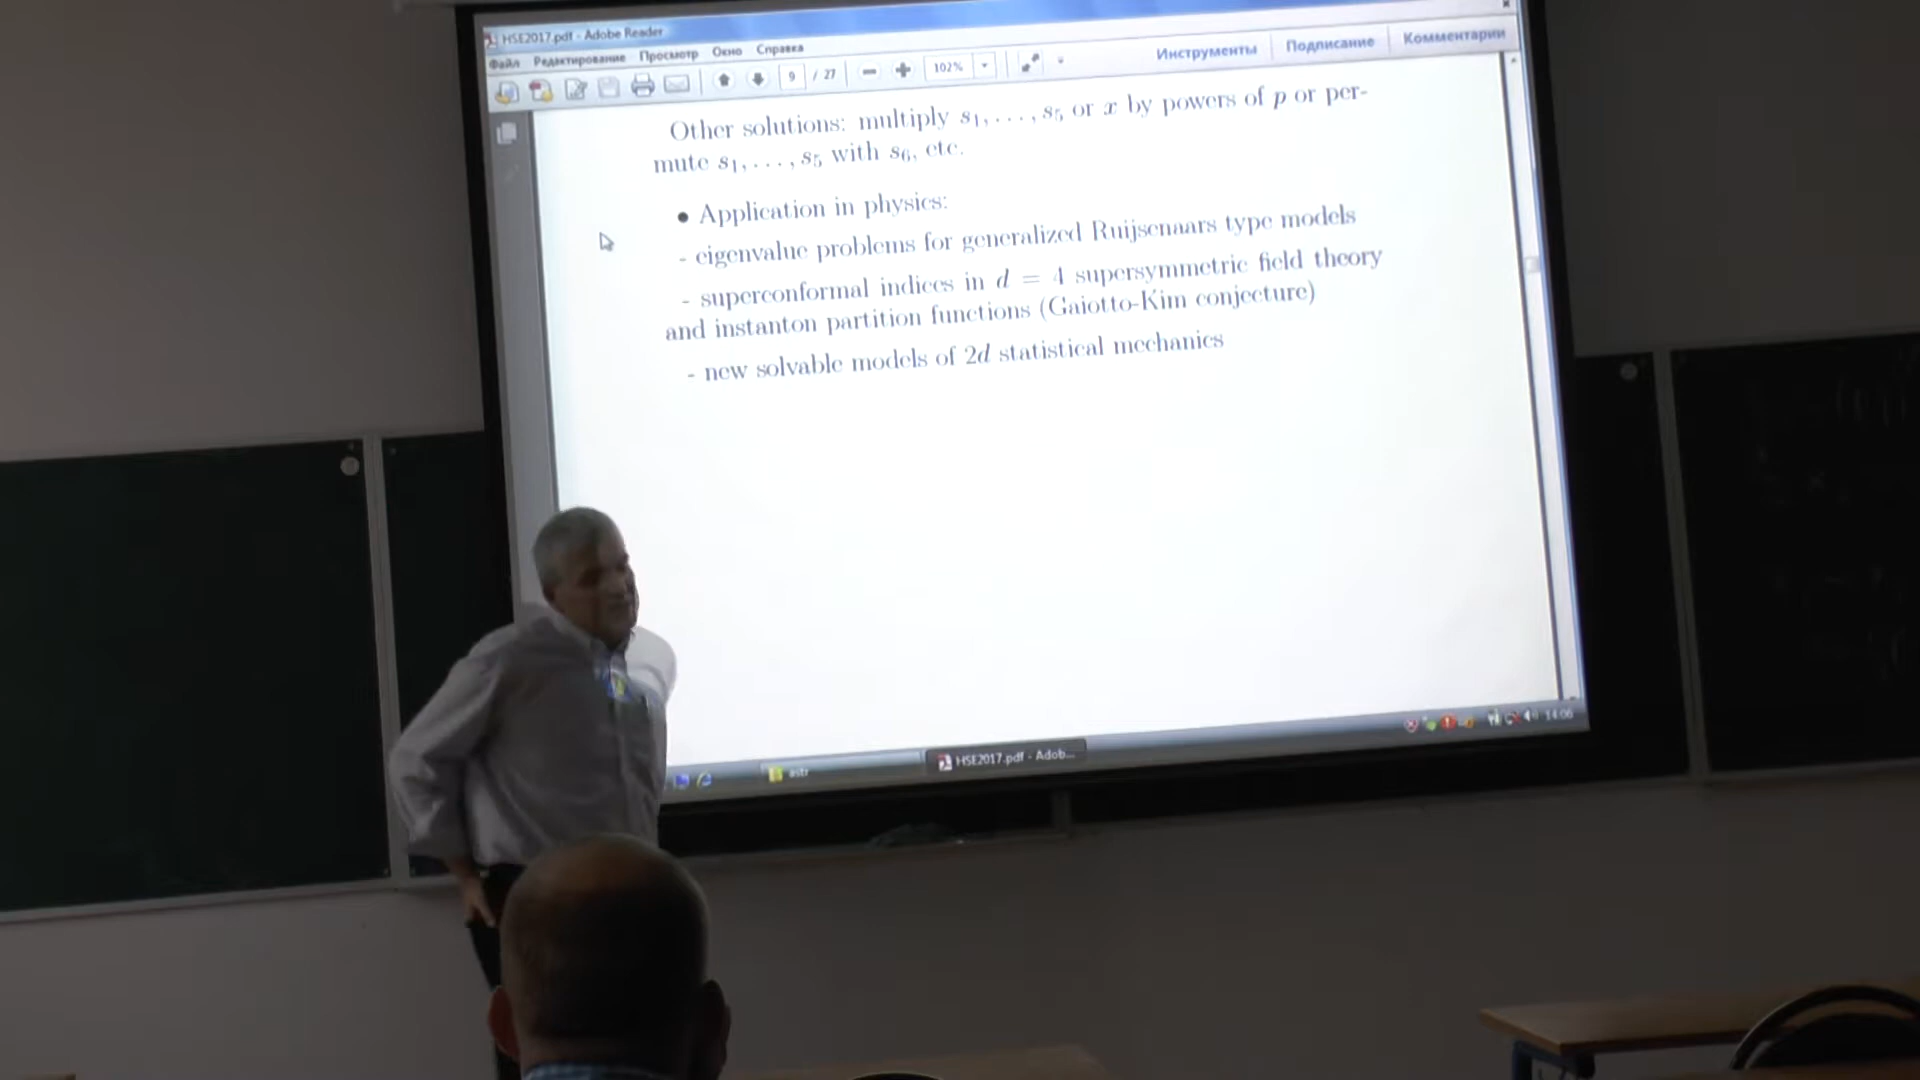 HSE2017.pdf - Adobe Reader
Файл Редактирование Просмотр Окно Справка
9 / 27 102% Инструменты Подписание Комментарии
Other solutions: multiply s₁, . . . , s₅ or x by powers of p or per-
mute s₁, . . . , s₅ with s₆, etc.
• Application in physics:
- eigenvalue problems for generalized Ruijsenaars type models
- superconformal indices in d = 4 supersymmetric field theory
and instanton partition functions (Gaiotto-Kim conjecture)
- new solvable models of 2d statistical mechanics
astr HSE2017.pdf - Adob... 14:06